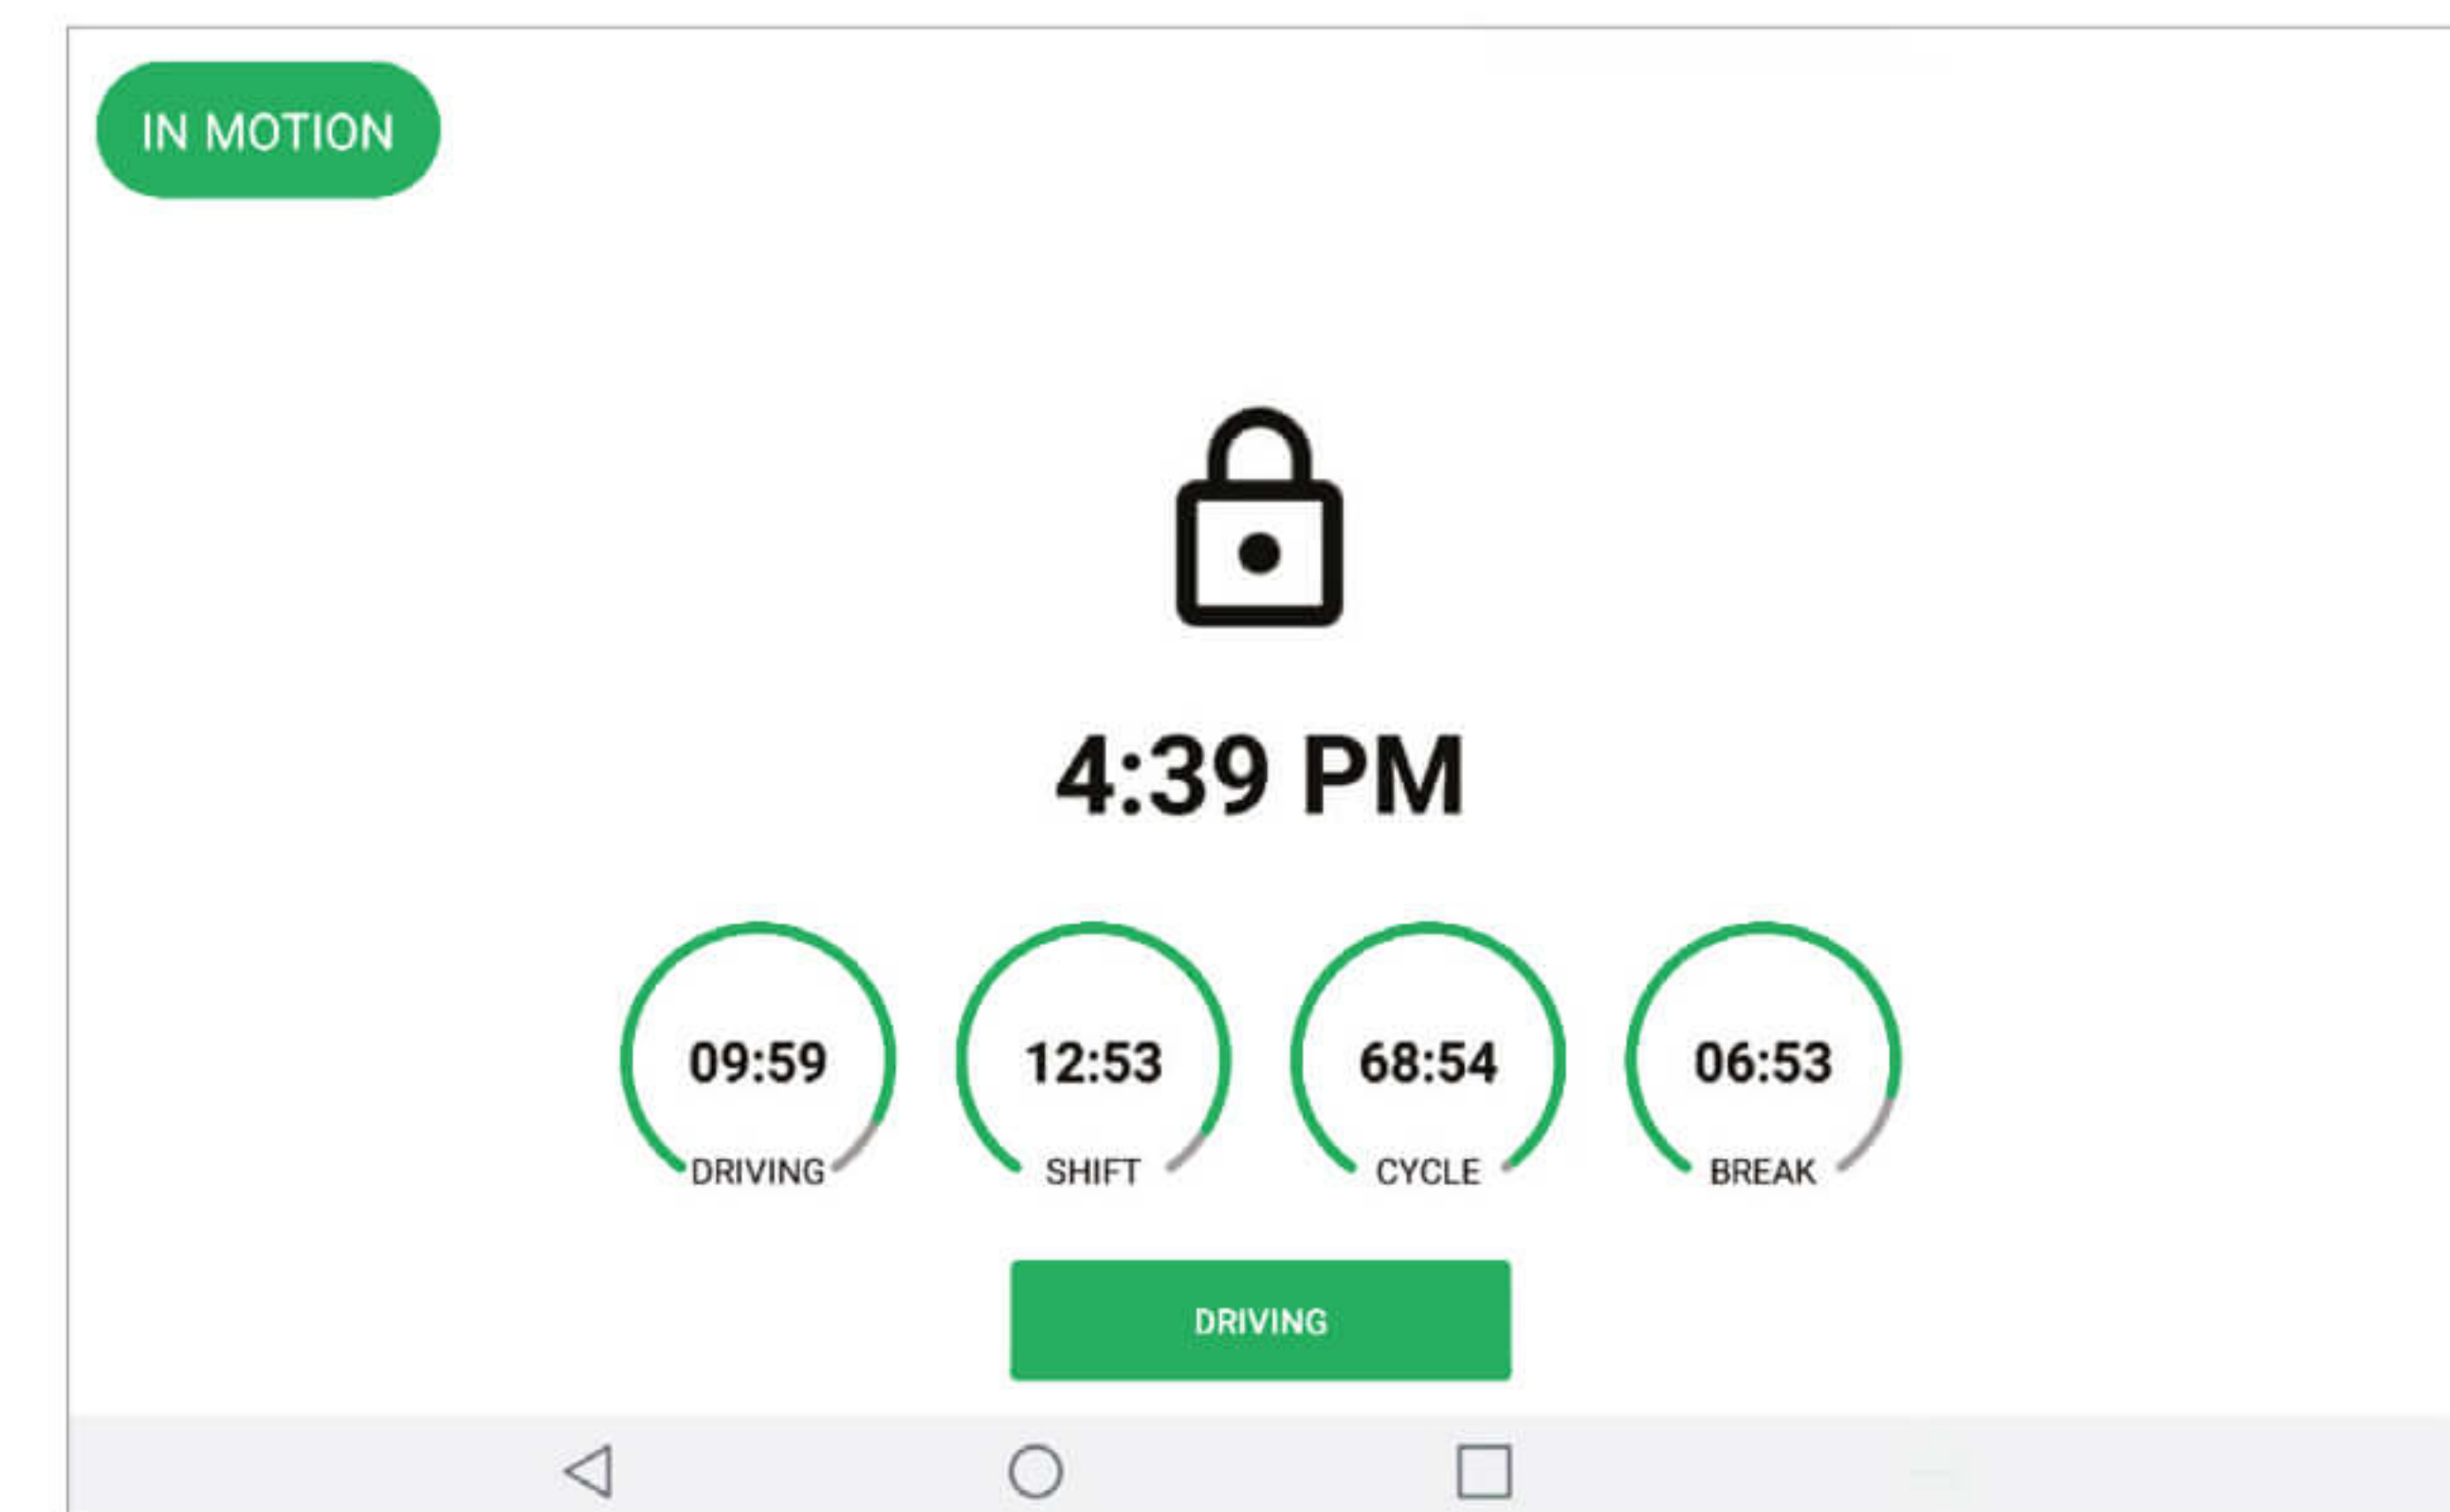 IN MOTION
4:39 PM
09:59 12:53 68:54 06:53
DRIVING SHIFT CYCLE BREAK
DRIVING